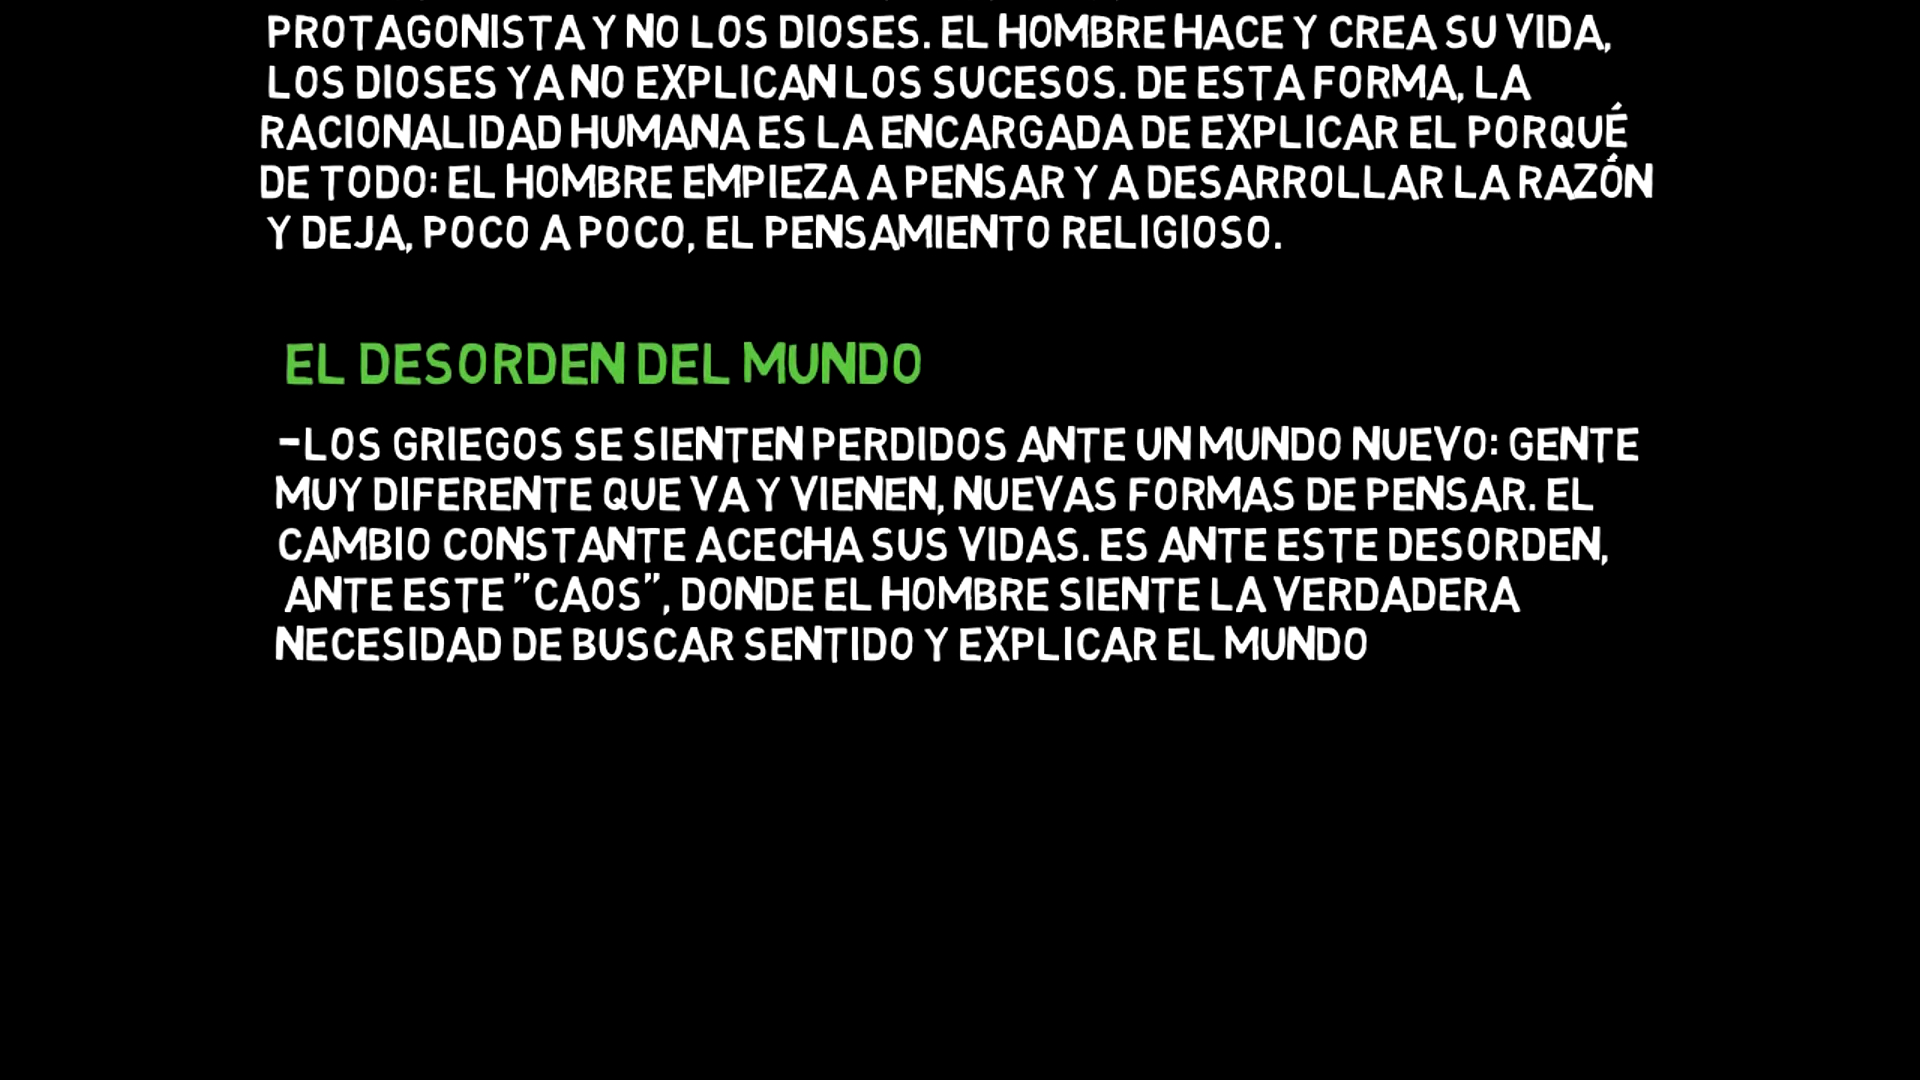 PROTAGONISTA Y NO LOS DIOSES. EL HOMBRE HACE Y CREA SU VIDA,
LOS DIOSES YA NO EXPLICAN LOS SUCESOS. DE ESTA FORMA, LA
RACIONALIDAD HUMANA ES LA ENCARGADA DE EXPLICAR EL PORQUÉ
DE TODO: EL HOMBRE EMPIEZA A PENSAR Y A DESARROLLAR LA RAZÓN
Y DEJA, POCO A POCO, EL PENSAMIENTO RELIGIOSO.
EL DESORDEN DEL MUNDO
-LOS GRIEGOS SE SIENTEN PERDIDOS ANTE UN MUNDO NUEVO: GENTE
MUY DIFERENTE QUE VA Y VIENEN, NUEVAS FORMAS DE PENSAR. EL
CAMBIO CONSTANTE ACECHA SUS VIDAS. ES ANTE ESTE DESORDEN,
ANTE ESTE "CAOS", DONDE EL HOMBRE SIENTE LA VERDADERA
NECESIDAD DE BUSCAR SENTIDO Y EXPLICAR EL MUNDO